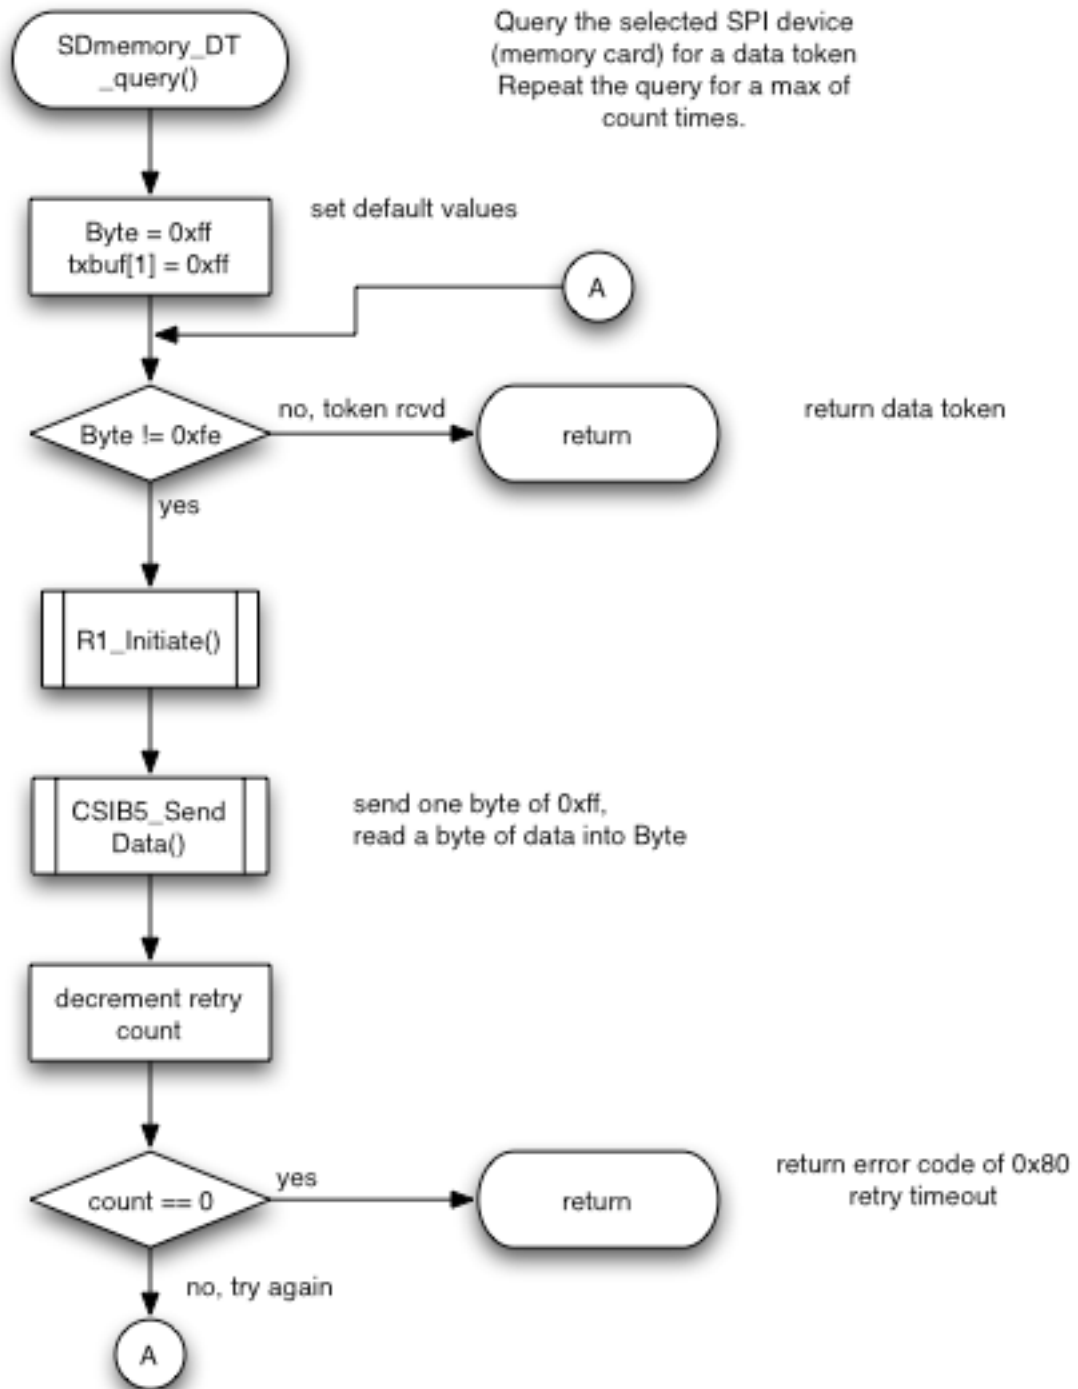 SDmemory_DT
_query()
Query the selected SPI device
(memory card) for a data token
Repeat the query for a max of
count times.
Byte = 0xff
txbuf[1] = 0xff
set default values
A
Byte != 0xfe
no, token rcvd
return
return data token
yes
R1_Initiate()
CSIB5_Send
Data()
send one byte of 0xff,
read a byte of data into Byte
decrement retry
count
count == 0
yes
return
return error code of 0x80
retry timeout
no, try again
A